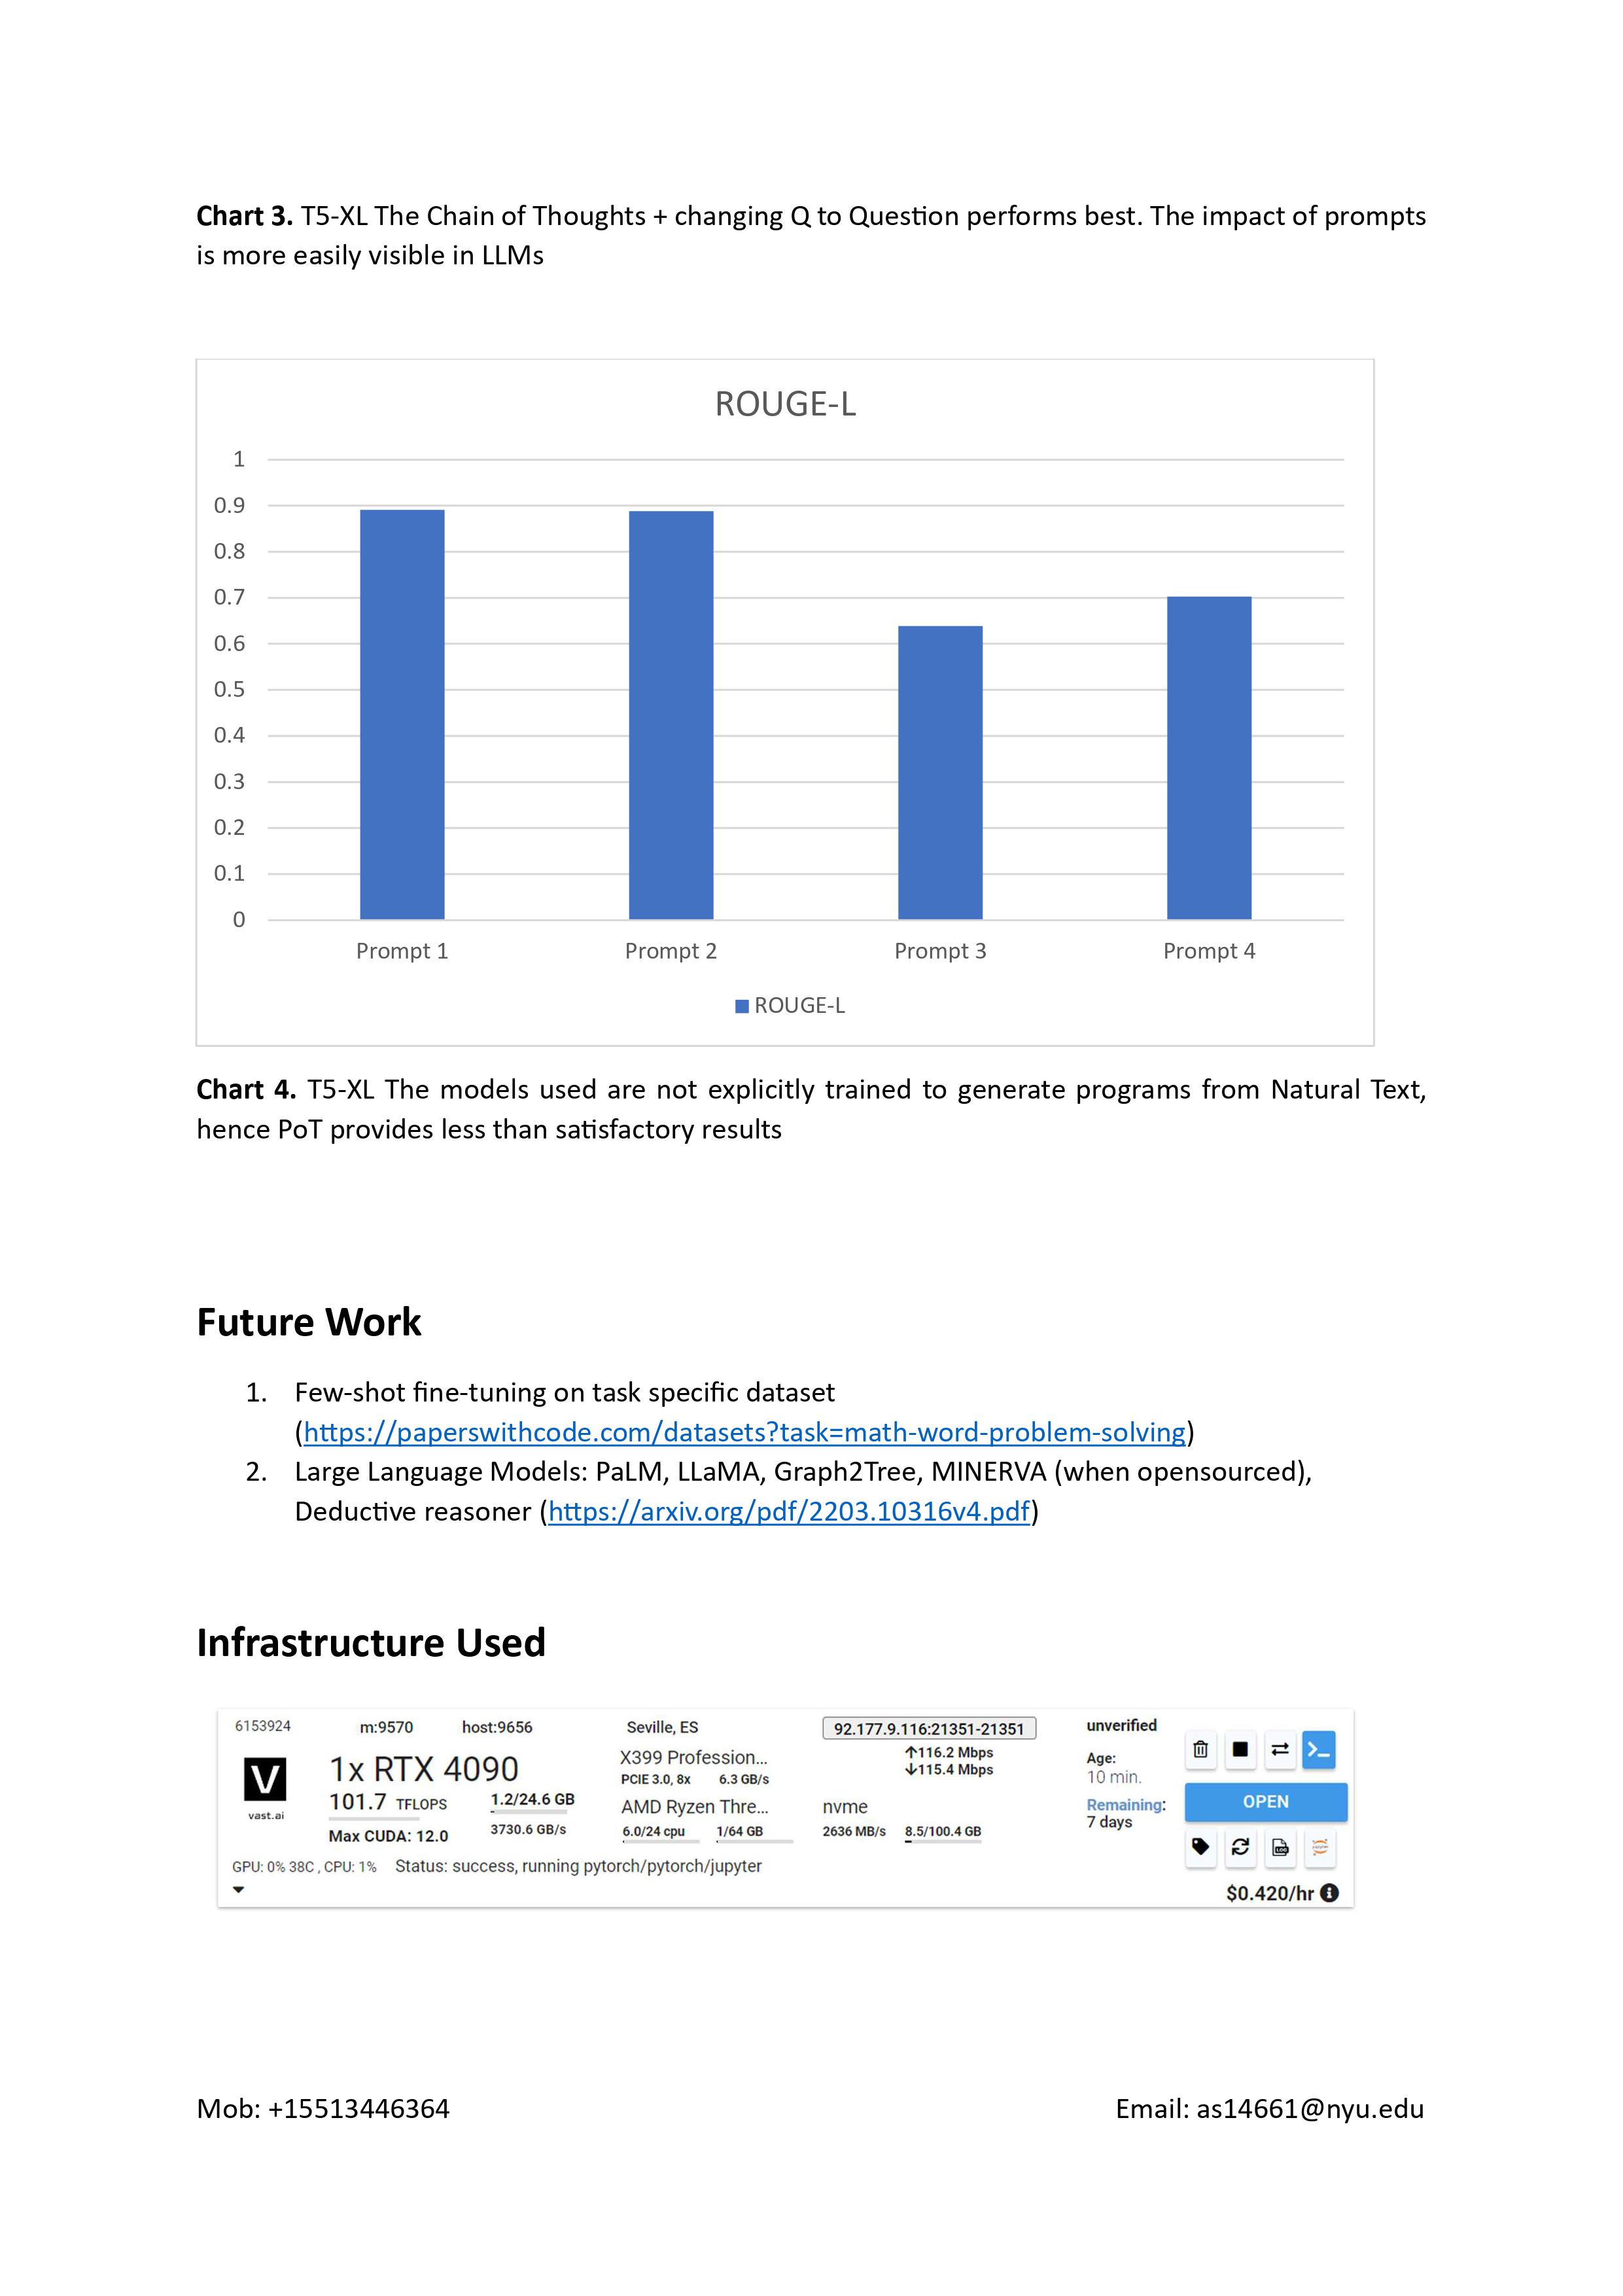 Chart 3. T5-XL The Chain of Thoughts + changing Q to Question performs best. The impact of prompts
is more easily visible in LLMs
ROUGE-L
1
0.9
0.8
0.7
0.6
0.5
0.4
0.3
0.2
0.1
0
Prompt 1 Prompt 2 Prompt 3 Prompt 4
ROUGE-L
Chart 4. T5-XL The models used are not explicitly trained to generate programs from Natural Text,
hence PoT provides less than satisfactory results
Future Work
1. Few-shot fine-tuning on task specific dataset
(https://paperswithcode.com/datasets?task=math-word-problem-solving)
2. Large Language Models: PaLM, LLaMA, Graph2Tree, MINERVA (when opensourced),
Deductive reasoner (https://arxiv.org/pdf/2203.10316v4.pdf)
Infrastructure Used
6153924 m:9570 host:9656 Seville, ES 92.177.9.116:21351-21351 unverified
V
vast.ai
1x RTX 4090
101.7 TFLOPS 1.2/24.6 GB
Max CUDA: 12.0 3730.6 GB/s
X399 Profession...
PCIE 3.0, 8x 6.3 GB/s
AMD Ryzen Thre...
6.0/24 cpu 1/64 GB
↑116.2 Mbps
↓115.4 Mbps
nvme
2636 MB/s 8.5/100.4 GB
Age:
10 min.
Remaining:
7 days
OPEN
LOG
GPU: 0% 38C , CPU: 1% Status: success, running pytorch/pytorch/jupyter
$0.420/hr
Mob: +15513446364 Email: as14661@nyu.edu